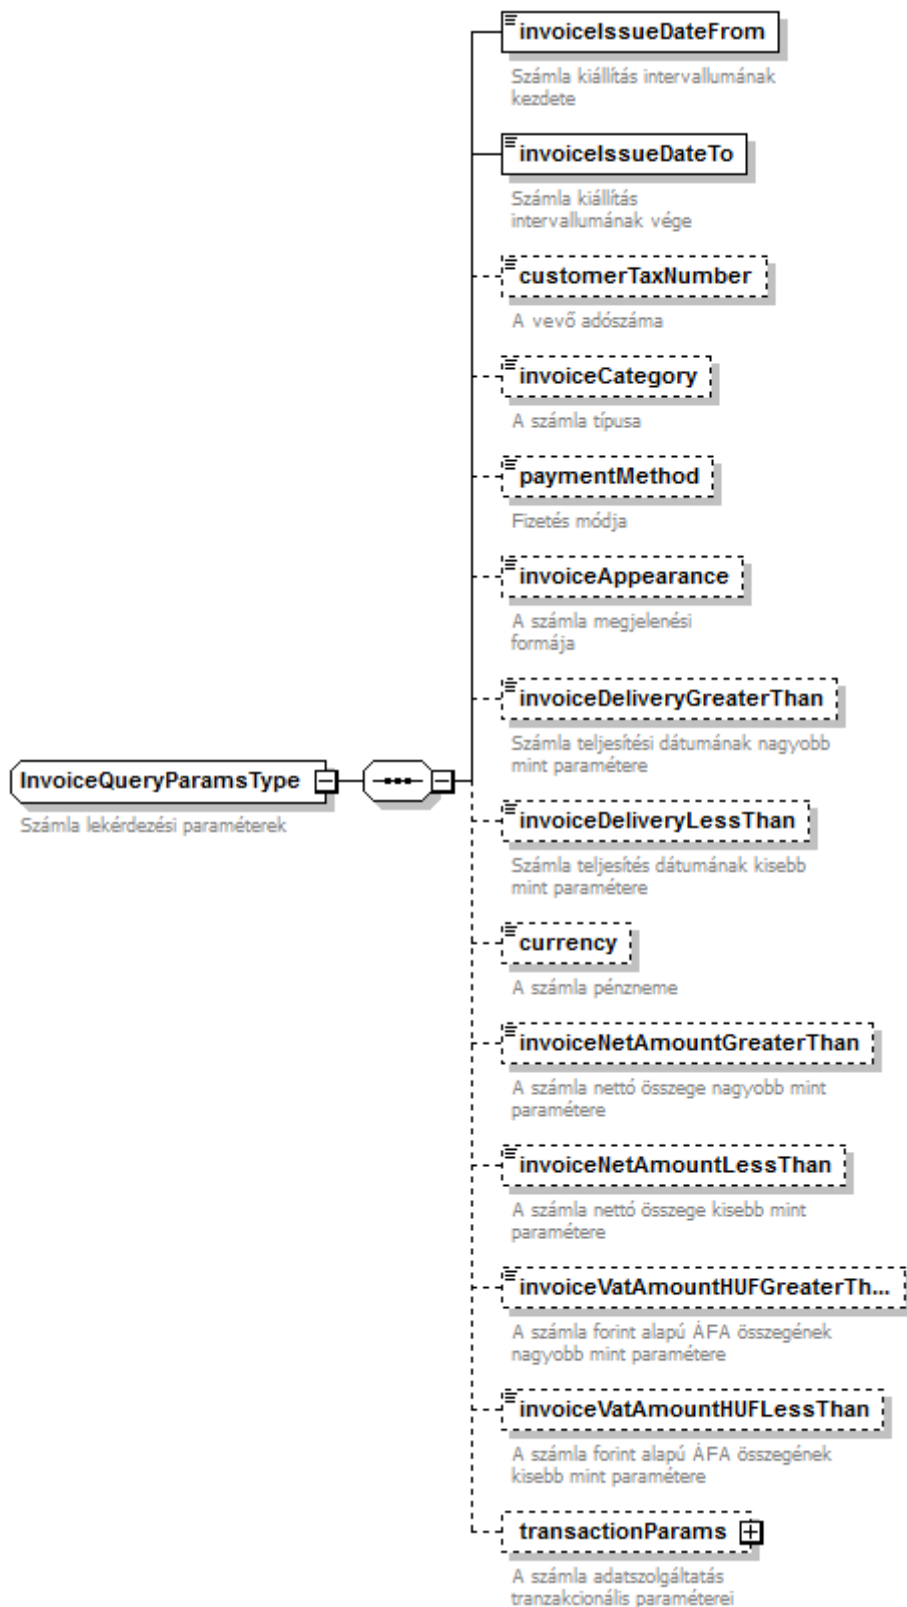 invoiceIssueDateFrom
Számla kiállítás intervallumának
kezdete
invoiceIssueDateTo
Számla kiállítás
intervallumának vége
customerTaxNumber
A vevő adószáma
invoiceCategory
A számla típusa
paymentMethod
Fizetés módja
invoiceAppearance
A számla megjelenési
formája
invoiceDeliveryGreaterThan
Számla teljesítési dátumának nagyobb
mint paramétere
InvoiceQueryParamsType
Számla lekérdezési paraméterek
invoiceDeliveryLessThan
Számla teljesítés dátumának kisebb
mint paramétere
currency
A számla pénzneme
invoiceNetAmountGreaterThan
A számla nettó összege nagyobb mint
paramétere
invoiceNetAmountLessThan
A számla nettó összege kisebb mint
paramétere
invoiceVatAmountHUFGreaterTh...
A számla forint alapú ÁFA összegének
nagyobb mint paramétere
invoiceVatAmountHUFLessThan
A számla forint alapú ÁFA összegének
kisebb mint paramétere
transactionParams
A számla adatszolgáltatás
tranzakcionális paraméterei